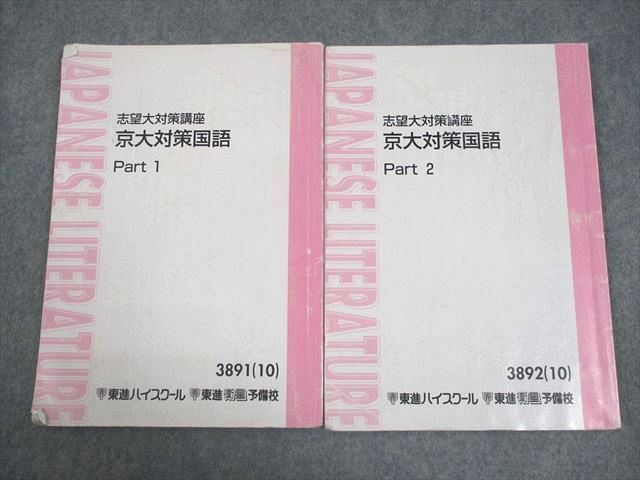 JAPANESE LITERATURE
志望大対策講座
京大対策国語
Part 1
3891(10)
東進ハイスクール 東進衛星予備校
JAPANESE LITERATURE
志望大対策講座
京大対策国語
Part 2
3892(10)
東進ハイスクール 東進衛星予備校